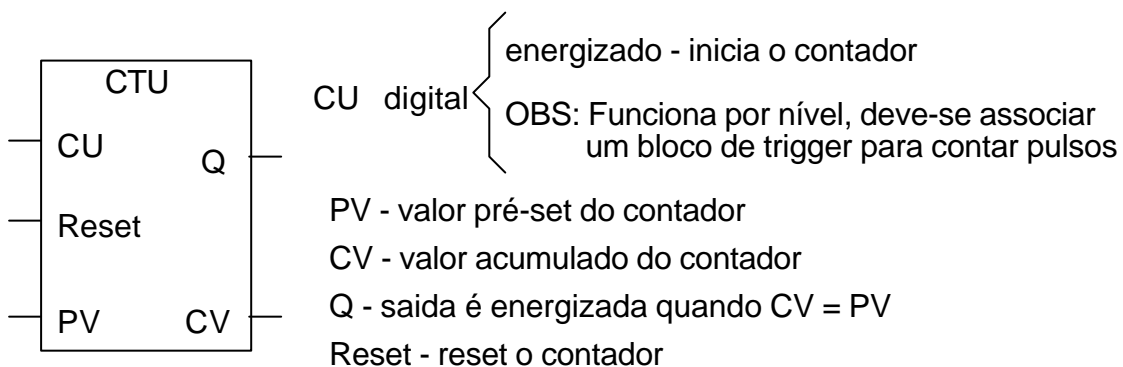 CTU
CU
Q
Reset
PV
CV
CU digital
energizado - inicia o contador
OBS: Funciona por nível, deve-se associar
um bloco de trigger para contar pulsos
PV - valor pré-set do contador
CV - valor acumulado do contador
Q - saida é energizada quando CV = PV
Reset - reset o contador